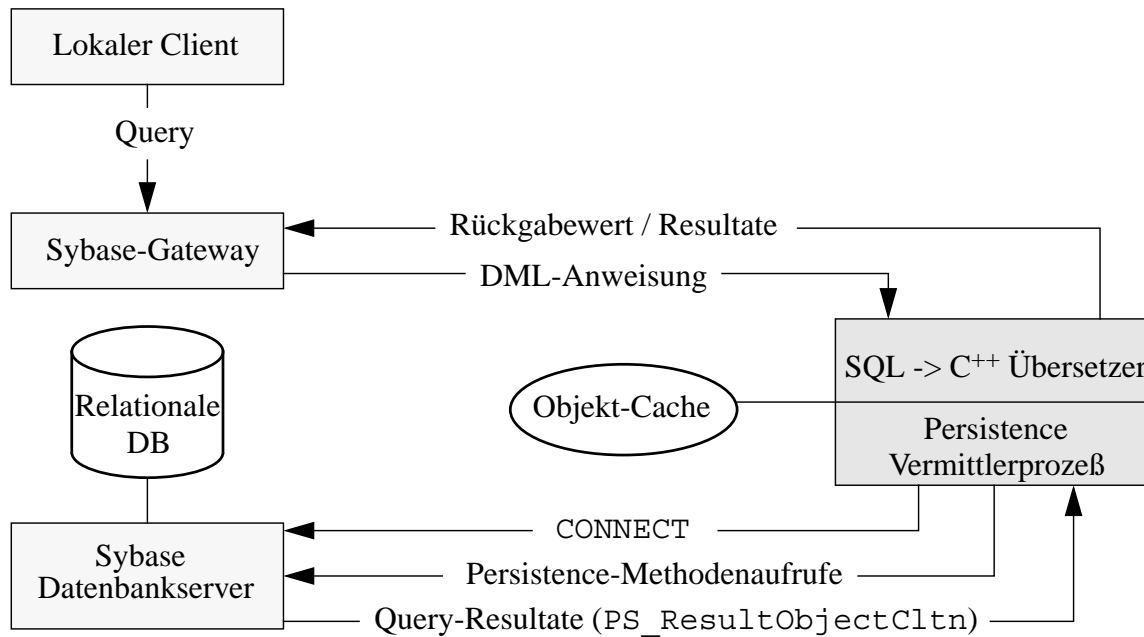 Lokaler Client
Query
Rückgabewert / Resultate
Sybase-Gateway
DML-Anweisung
SQL -> C++ Übersetzer
Relationale
DB
Objekt-Cache
Persistence
Vermittlerprozeß
CONNECT
Sybase
Datenbankserver
Persistence-Methodenaufrufe
Query-Resultate (PS_ResultObjectCltn)